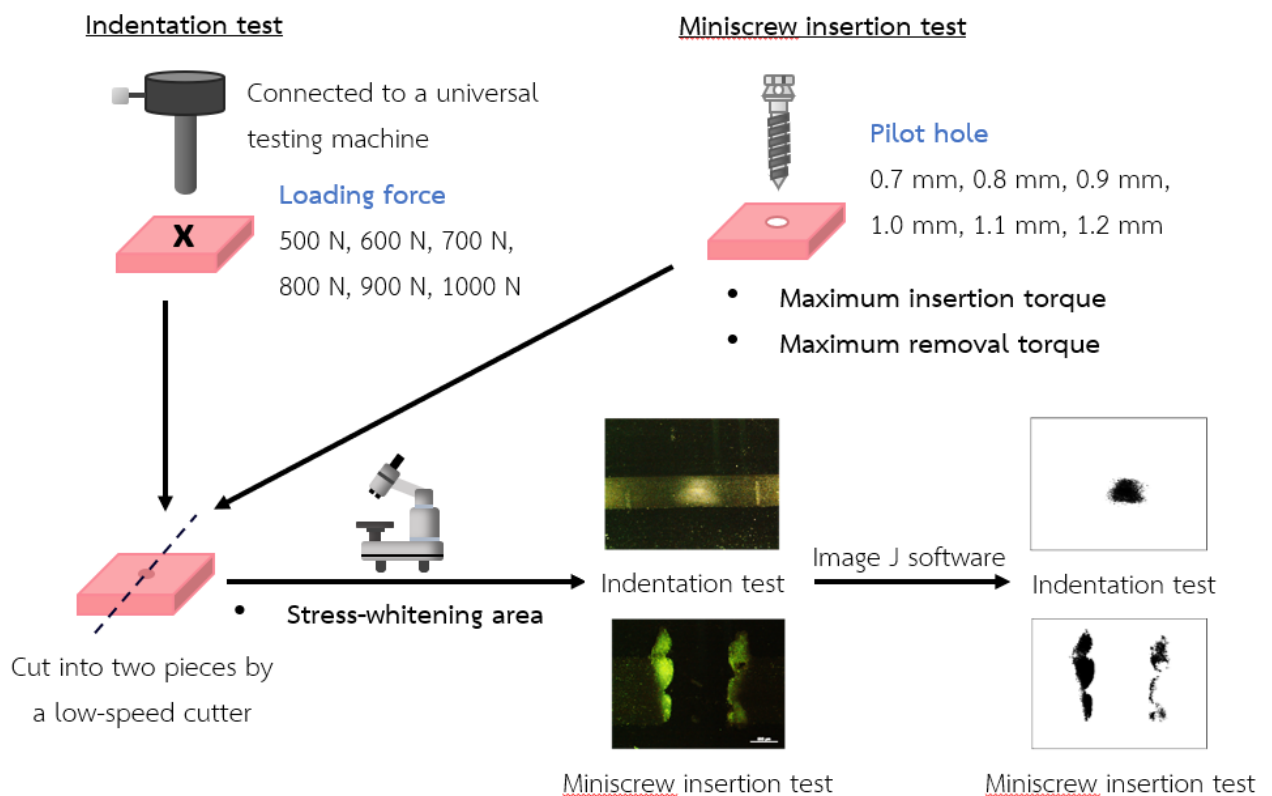 Indentation test
Connected to a universal
testing machine
Loading force
500 N, 600 N, 700 N,
800 N, 900 N, 1000 N
X
Miniscrew insertion test
Pilot hole
0.7 mm, 0.8 mm, 0.9 mm,
1.0 mm, 1.1 mm, 1.2 mm
• Maximum insertion torque
• Maximum removal torque
Cut into two pieces by
a low-speed cutter
• Stress-whitening area
Indentation test
Miniscrew insertion test
Image J software
Indentation test
Miniscrew insertion test